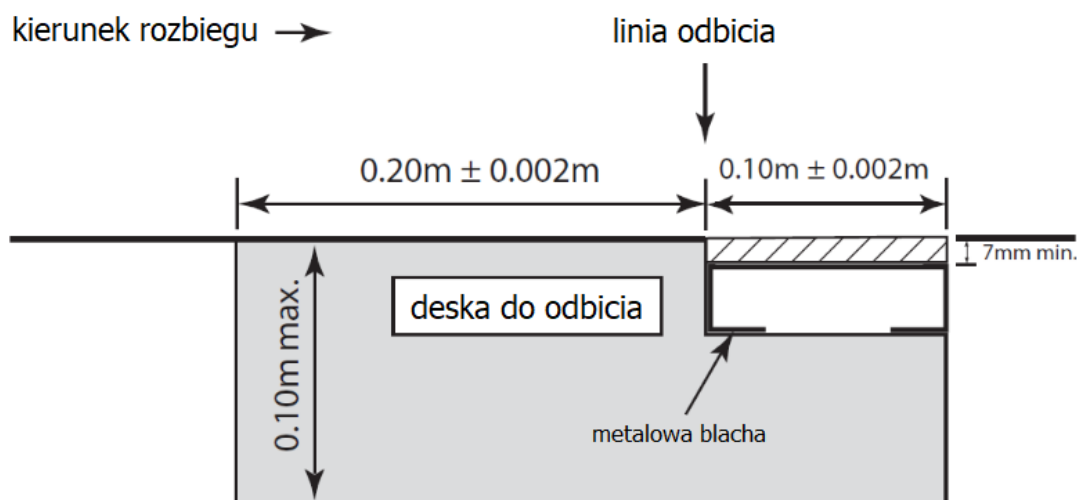 kierunek rozbiegu
linia odbicia
0.20m ± 0.002m
0.10m ± 0.002m
7mm min.
deska do odbicia
0.10m max.
metalowa blacha